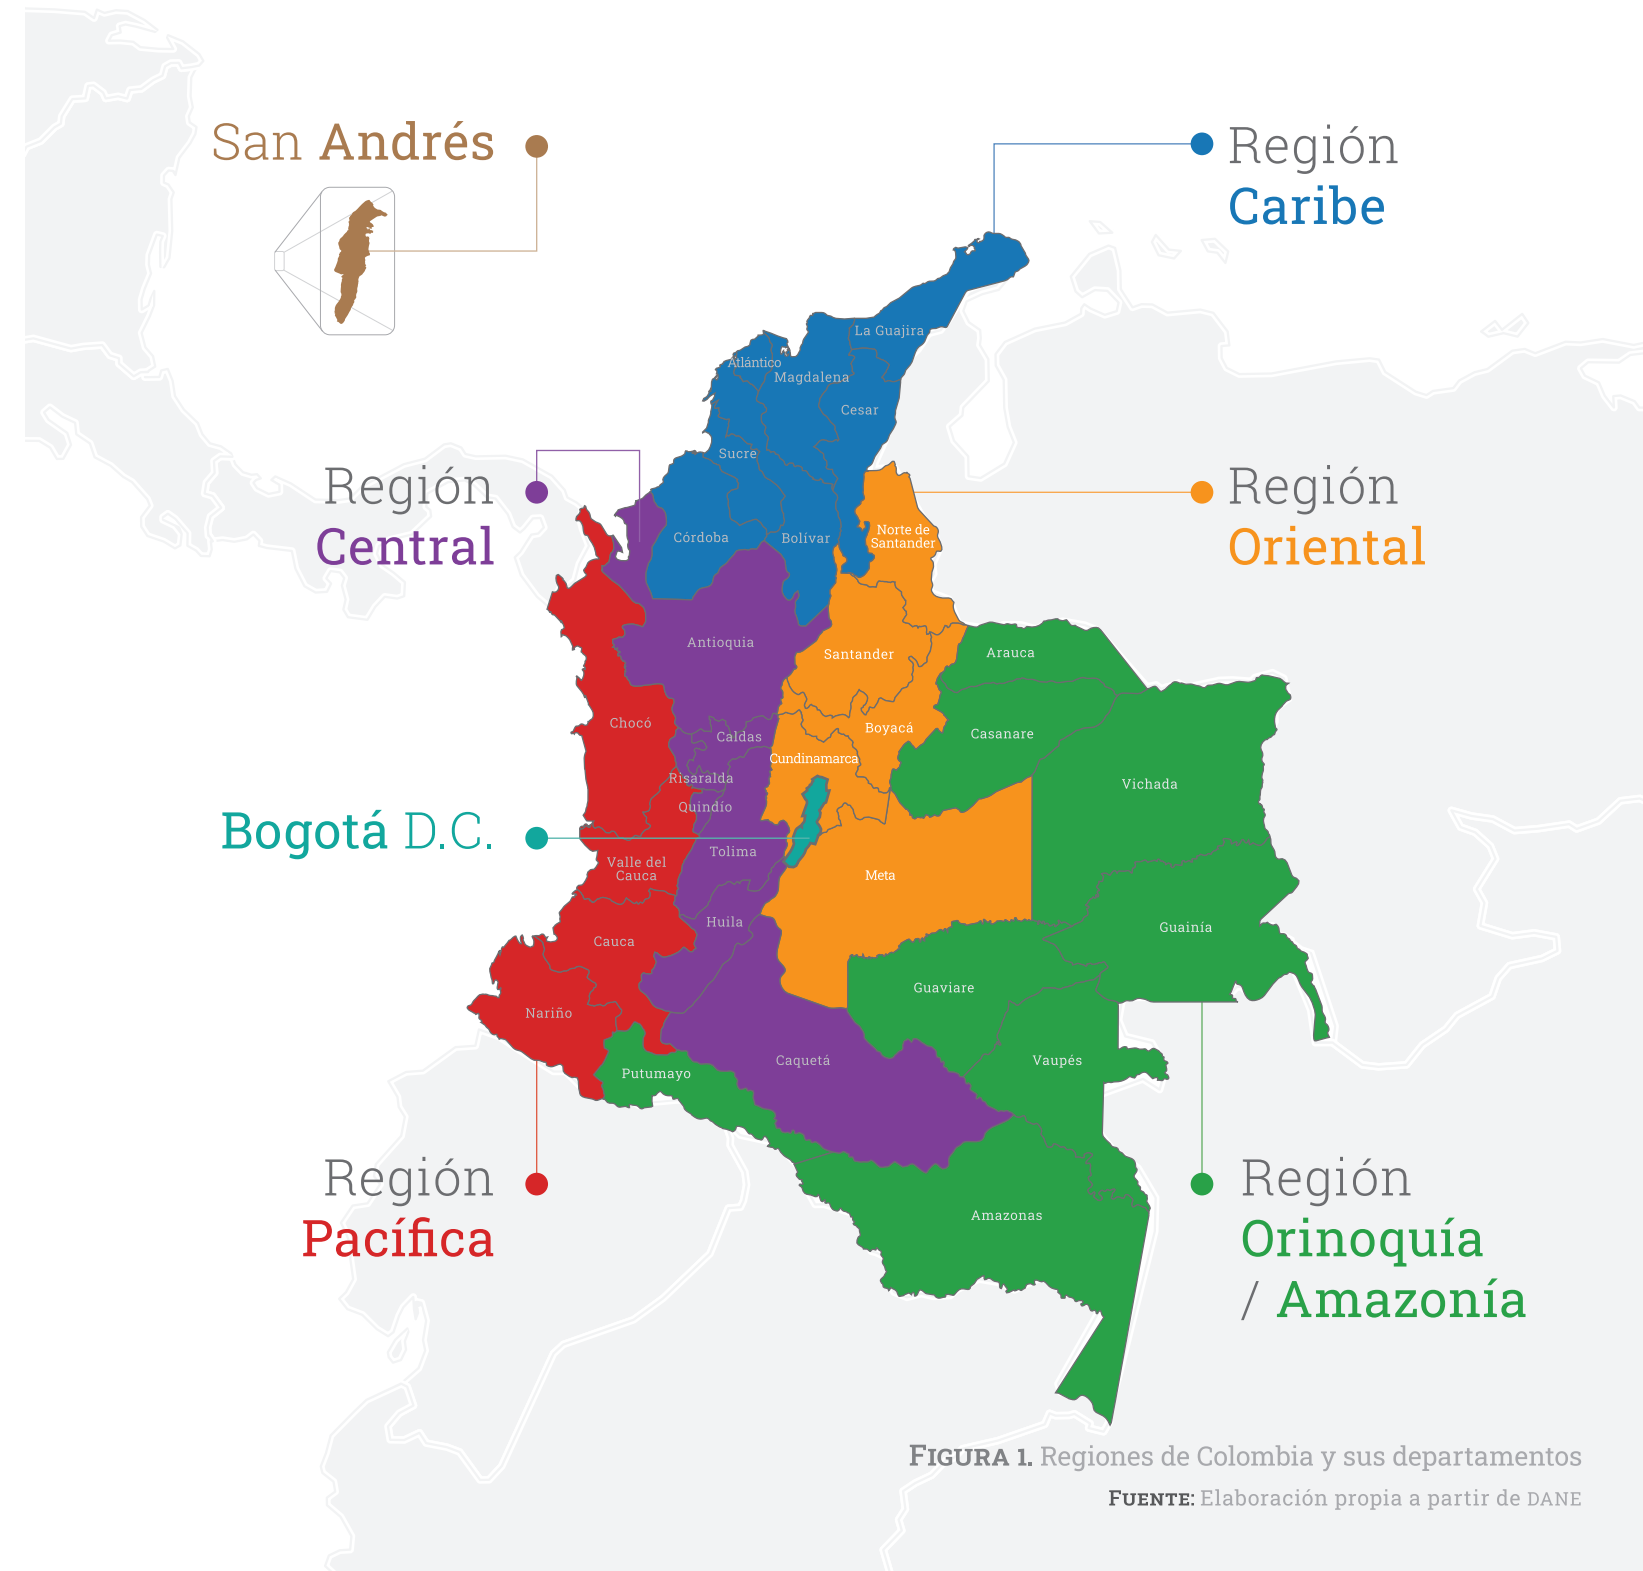 San Andrés
Región
Caribe
La Guajira
Atlántico
Magdalena
Cesar
Sucre
Región
Central
Región
Oriental
Córdoba
Bolívar
Norte de
Santander
Antioquia
Santander
Arauca
Chocó
Boyacá
Caldas
Casanare
Cundinamarca
Risaralda
Vichada
Quindío
Bogotá D.C.
Tolima
Valle del
Cauca
Meta
Huila
Guainía
Cauca
Guaviare
Nariño
Caquetá
Vaupés
Putumayo
Región
Pacífica
Región
Orinoquía
/ Amazonía
Amazonas
FIGURA 1. Regiones de Colombia y sus departamentos
FUENTE: Elaboración propia a partir de DANE